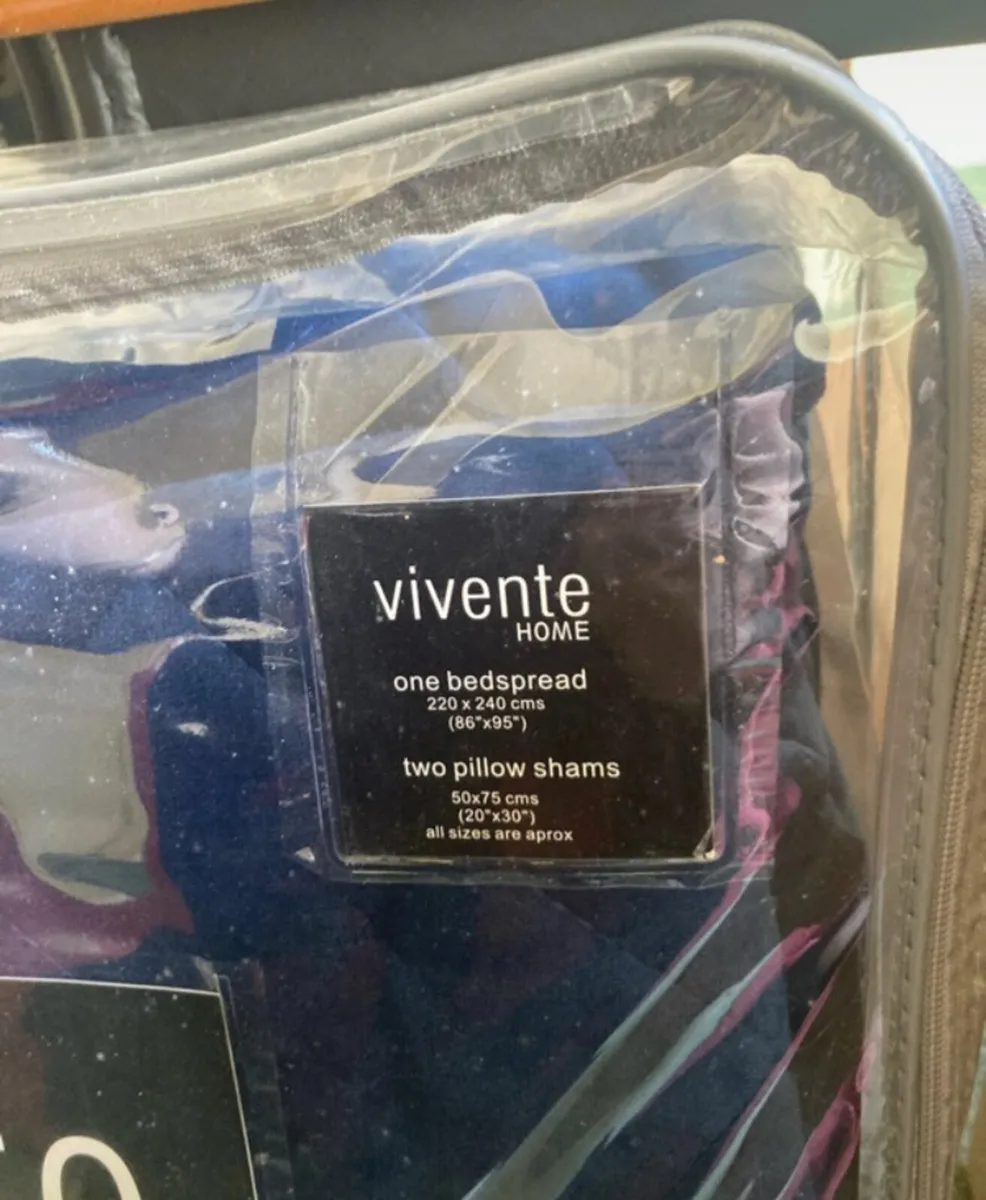 vivente
HOME
one bedspread
220 x 240 cms
(86"x95")
two pillow shams
50x75 cms
(20"x30")
all sizes are aprox